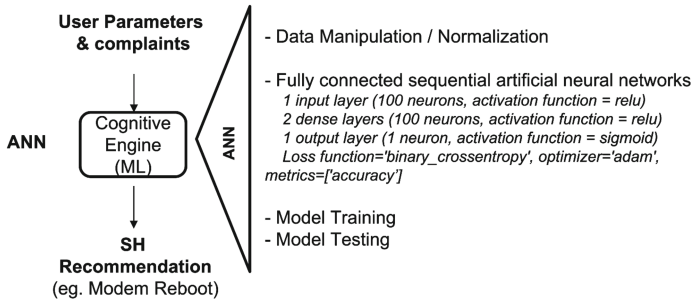 User Parameters
& complaints
ANN
Cognitive
Engine
(ML)
SH
Recommendation
(eg. Modem Reboot)
ANN
- Data Manipulation / Normalization
- Fully connected sequential artificial neural networks
1 input layer (100 neurons, activation function = relu)
2 dense layers (100 neurons, activation function = relu)
1 output layer (1 neuron, activation function = sigmoid)
Loss function='binary_crossentropy', optimizer='adam',
metrics=['accuracy’]
- Model Training
- Model Testing